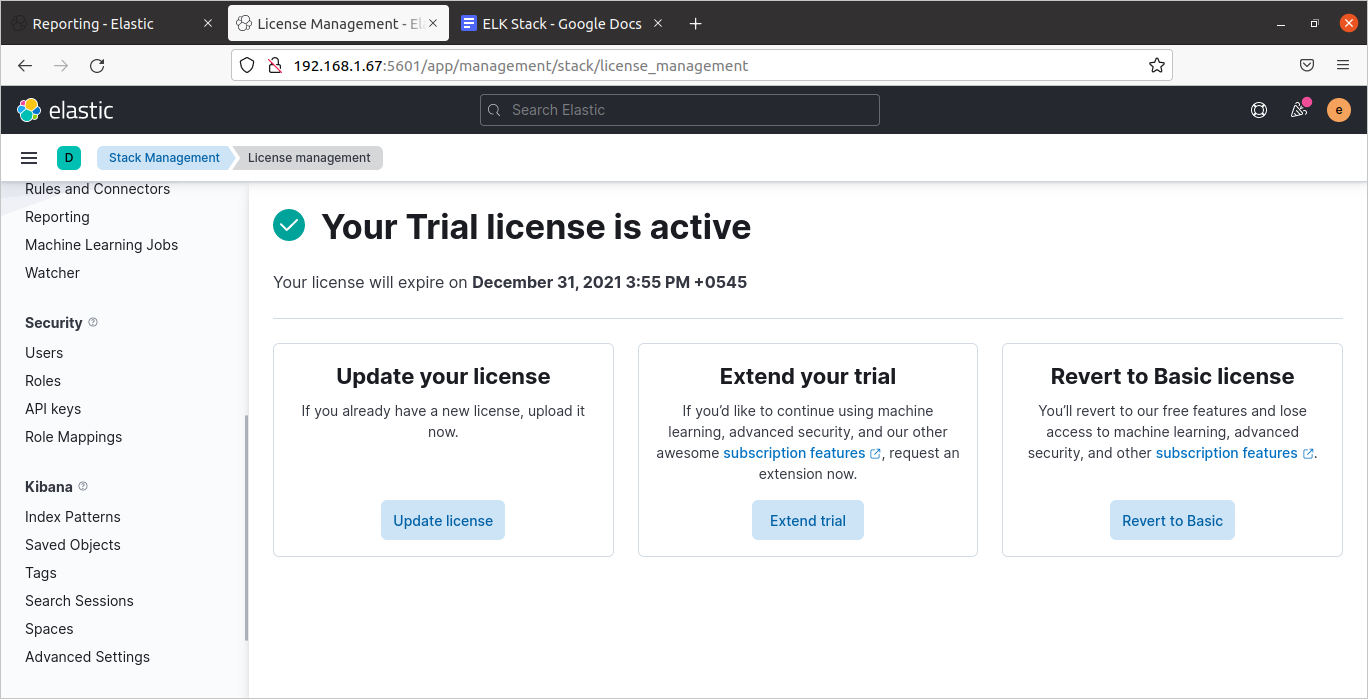 Reporting - Elastic
License Management - El
ELK Stack - Google Docs
192.168.1.67:5601/app/management/stack/license_management
elastic
Search Elastic
e
D
Stack Management
License management
Rules and Connectors
Reporting
Machine Learning Jobs
Watcher
Security
Users
Roles
API keys
Role Mappings
Kibana
Index Patterns
Saved Objects
Tags
Search Sessions
Spaces
Advanced Settings
Your Trial license is active
Your license will expire on December 31, 2021 3:55 PM +0545
Update your license
If you already have a new license, upload it
now.
Update license
Extend your trial
If you’d like to continue using machine
learning, advanced security, and our other
awesome subscription features, request an
extension now.
Extend trial
Revert to Basic license
You’ll revert to our free features and lose
access to machine learning, advanced
security, and other subscription features.
Revert to Basic